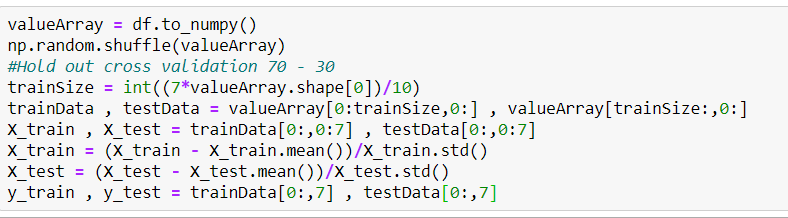 valueArray = df.to_numpy()
np.random.shuffle(valueArray)
#Hold out cross validation 70 - 30
trainSize = int((7*valueArray.shape[0])/10)
trainData , testData = valueArray[0:trainSize,0:] , valueArray[trainSize:,0:]
X_train , X_test = trainData[0:,0:7] , testData[0:,0:7]
X_train = (X_train - X_train.mean())/X_train.std()
X_test = (X_test - X_test.mean())/X_test.std()
y_train , y_test = trainData[0:,7] , testData[0:,7]